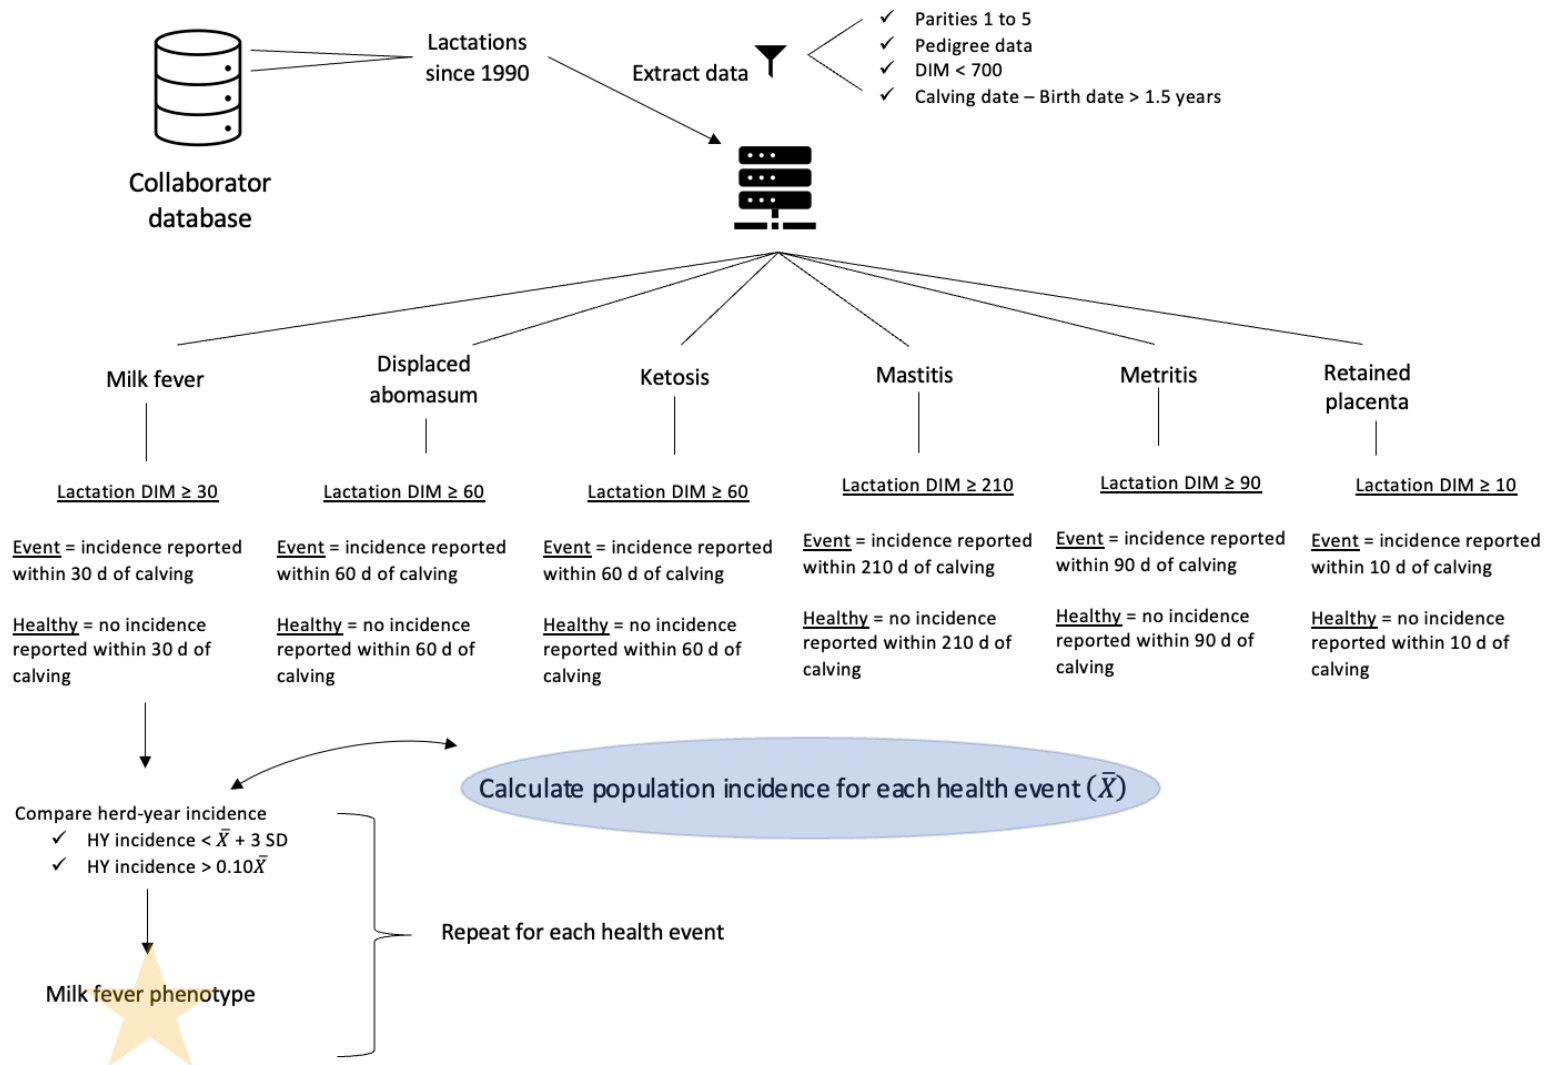 Collaborator
database
Lactations
since 1990
Extract data
✓ Parities 1 to 5
✓ Pedigree data
✓ DIM < 700
✓ Calving date – Birth date > 1.5 years
Milk fever
Lactation DIM ≥ 30
Event = incidence reported
within 30 d of calving
Healthy = no incidence
reported within 30 d of
calving
Displaced
abomasum
Lactation DIM ≥ 60
Event = incidence reported
within 60 d of calving
Healthy = no incidence
reported within 60 d of
calving
Ketosis
Lactation DIM ≥ 60
Event = incidence reported
within 60 d of calving
Healthy = no incidence
reported within 60 d of
calving
Mastitis
Lactation DIM ≥ 210
Event = incidence reported
within 210 d of calving
Healthy = no incidence
reported within 210 d of
calving
Metritis
Lactation DIM ≥ 90
Event = incidence reported
within 90 d of calving
Healthy = no incidence
reported within 90 d of
calving
Retained
placenta
Lactation DIM ≥ 10
Event = incidence reported
within 10 d of calving
Healthy = no incidence
reported within 10 d of
calving
Calculate population incidence for each health event (X̄)
Compare herd-year incidence
✓ HY incidence < X̄ + 3 SD
✓ HY incidence > 0.10X̄
Repeat for each health event
Milk fever phenotype